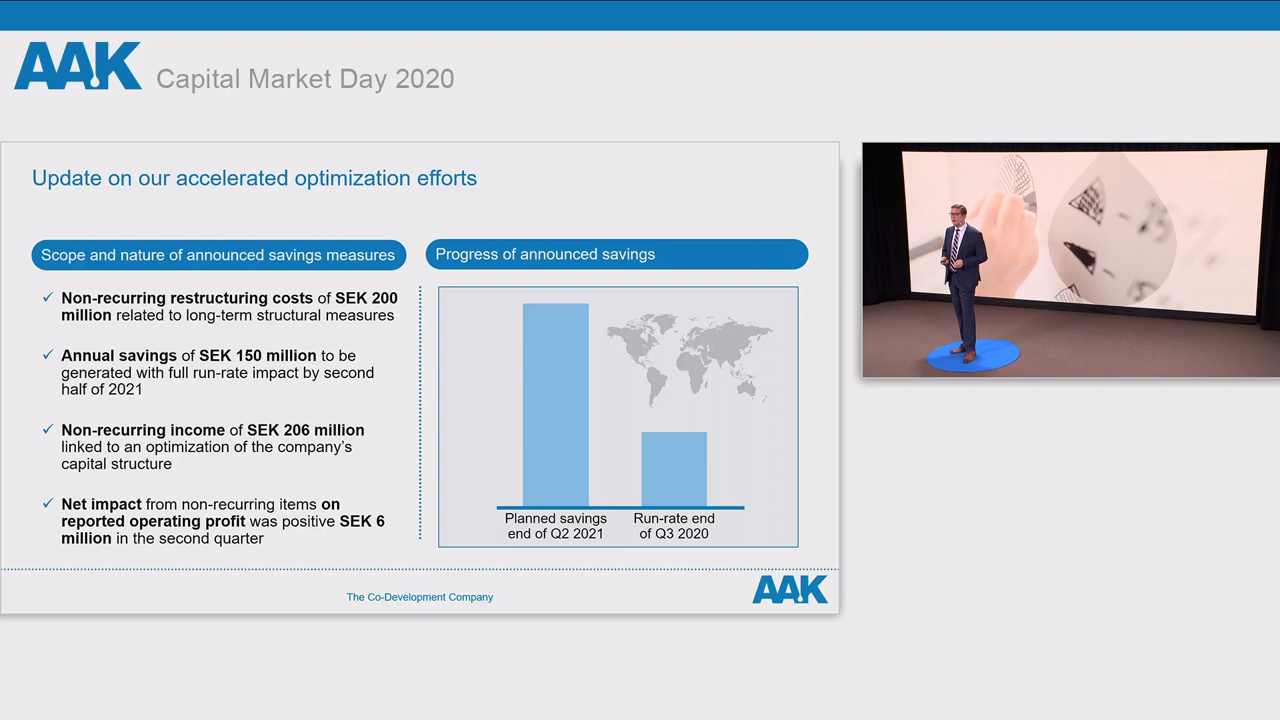 AAK
Capital Market Day 2020
Update on our accelerated optimization efforts
Scope and nature of announced savings measures
✓ Non-recurring restructuring costs of SEK 200
million related to long-term structural measures
✓ Annual savings of SEK 150 million to be
generated with full run-rate impact by second
half of 2021
✓ Non-recurring income of SEK 206 million
linked to an optimization of the company's
capital structure
✓ Net impact from non-recurring items on
reported operating profit was positive SEK 6
million in the second quarter
Progress of announced savings
Planned savings
end of Q2 2021
Run-rate end
of Q3 2020
The Co-Development Company
AAK